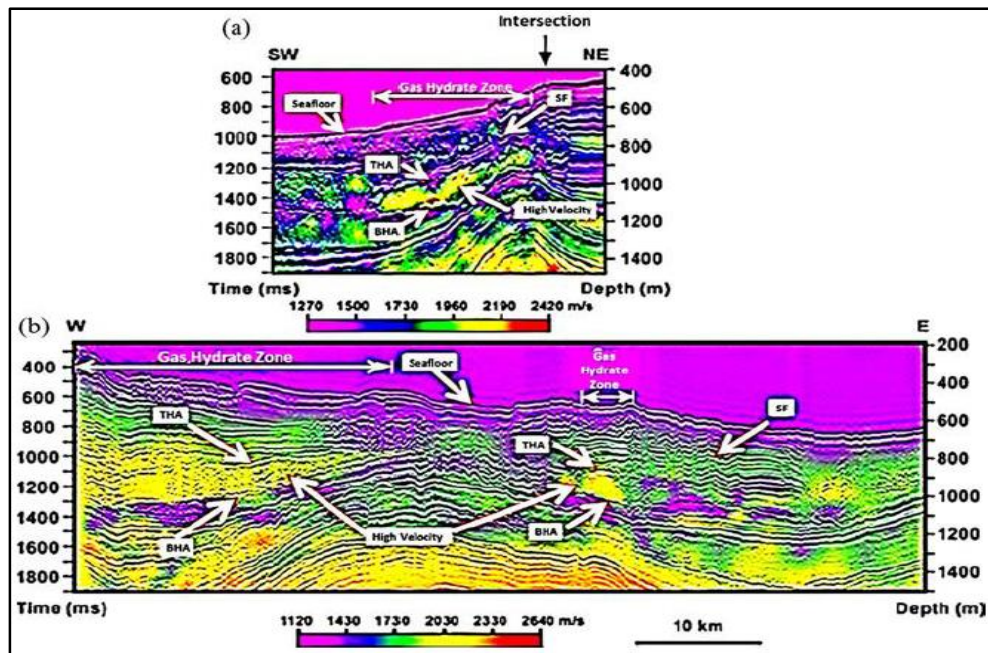 Intersection
(a)
SW NE
600 400
Gas Hydrate Zone
SF
Seafloor
800 600
1000 800
THA
1200 1000
1400
High Velocity
1200
BHA
1600
1400
1800
Time (ms) Depth (m)
1270 1500 1730 1960 2190 2420 m/s
(b) W E
200
Gas Hydrate Zone
Seafloor
Gas
Hydrate
Zone
400
400
600 600
THA SF
800
THA
800
1000
1200 1000
1400
BHA High Velocity BHA
1200
1600
1400
1800
Time (ms) Depth (m)
1120 1430 1730 2030 2330 2640 m/s
10 km